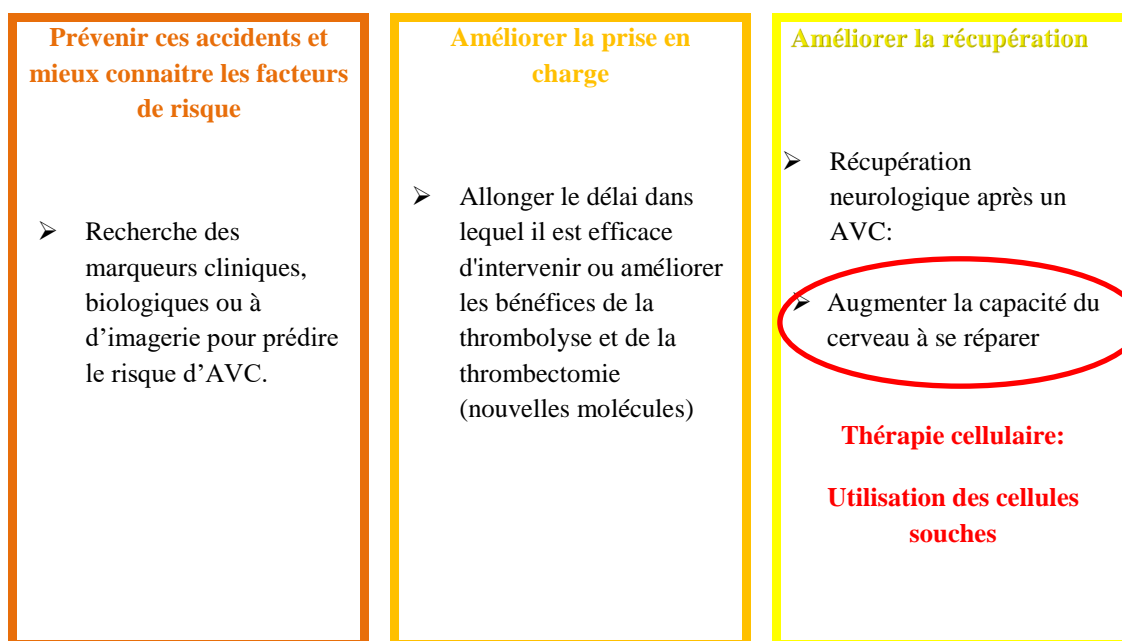 Prévenir ces accidents et
mieux connaitre les facteurs
de risque
➢ Recherche des
marqueurs cliniques,
biologiques ou à
d’imagerie pour prédire
le risque d’AVC.
Améliorer la prise en
charge
➢ Allonger le délai dans
lequel il est efficace
d'intervenir ou améliorer
les bénéfices de la
thrombolyse et de la
thrombectomie
(nouvelles molécules)
Améliorer la récupération
➢ Récupération
neurologique après un
AVC:
➢ Augmenter la capacité du
cerveau à se réparer
Thérapie cellulaire:
Utilisation des cellules
souches